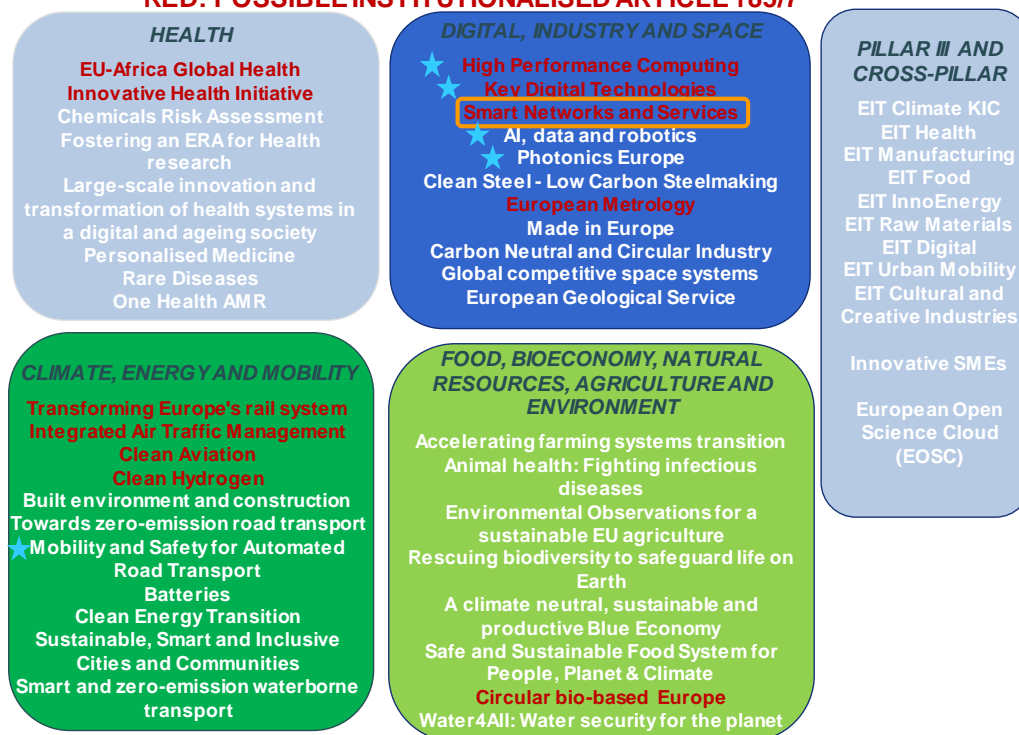 RED: POSSIBLE INSTITUTIONALISED ARTICLE 185/7
HEALTH
EU-Africa Global Health
Innovative Health Initiative
Chemicals Risk Assessment
Fostering an ERA for Health
research
Large-scale innovation and
transformation of health systems in
a digital and ageing society
Personalised Medicine
Rare Diseases
One Health AMR
DIGITAL, INDUSTRY AND SPACE
High Performance Computing
Key Digital Technologies
Smart Networks and Services
AI, data and robotics
Photonics Europe
Clean Steel - Low Carbon Steelmaking
European Metrology
Made in Europe
Carbon Neutral and Circular Industry
Global competitive space systems
European Geological Service
PILLAR III AND
CROSS-PILLAR
EIT Climate KIC
EIT Health
EIT Manufacturing
EIT Food
EIT InnoEnergy
EIT Raw Materials
EIT Digital
EIT Urban Mobility
EIT Cultural and
Creative Industries
Innovative SMEs
European Open
Science Cloud
(EOSC)
CLIMATE, ENERGY AND MOBILITY
Transforming Europe's rail system
Integrated Air Traffic Management
Clean Aviation
Clean Hydrogen
Built environment and construction
Towards zero-emission road transport
Mobility and Safety for Automated
Road Transport
Batteries
Clean Energy Transition
Sustainable, Smart and Inclusive
Cities and Communities
Smart and zero-emission waterborne
transport
FOOD, BIOECONOMY, NATURAL
RESOURCES, AGRICULTURE AND
ENVIRONMENT
Accelerating farming systems transition
Animal health: Fighting infectious
diseases
Environmental Observations for a
sustainable EU agriculture
Rescuing biodiversity to safeguard life on
Earth
A climate neutral, sustainable and
productive Blue Economy
Safe and Sustainable Food System for
People, Planet & Climate
Circular bio-based Europe
Water4All: Water security for the planet